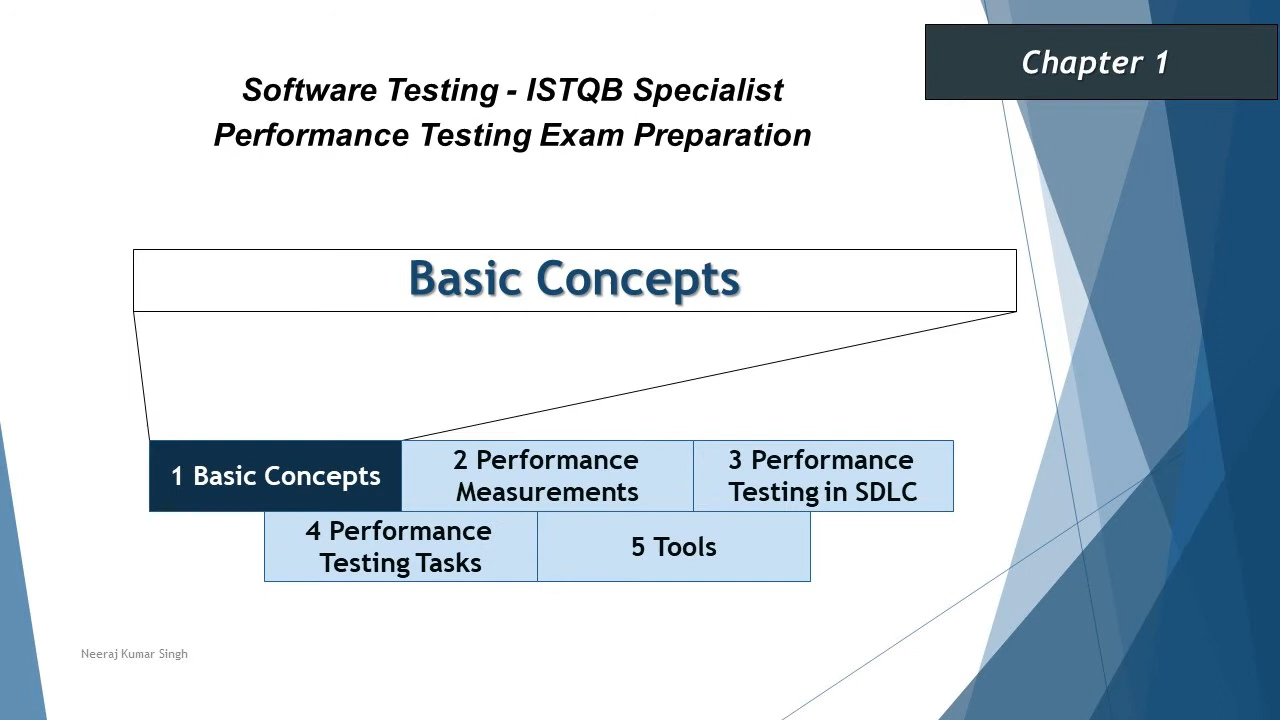 Chapter 1
Software Testing - ISTQB Specialist
Performance Testing Exam Preparation
Basic Concepts
1 Basic Concepts
2 Performance
Measurements
3 Performance
Testing in SDLC
4 Performance
Testing Tasks
5 Tools
Neeraj Kumar Singh